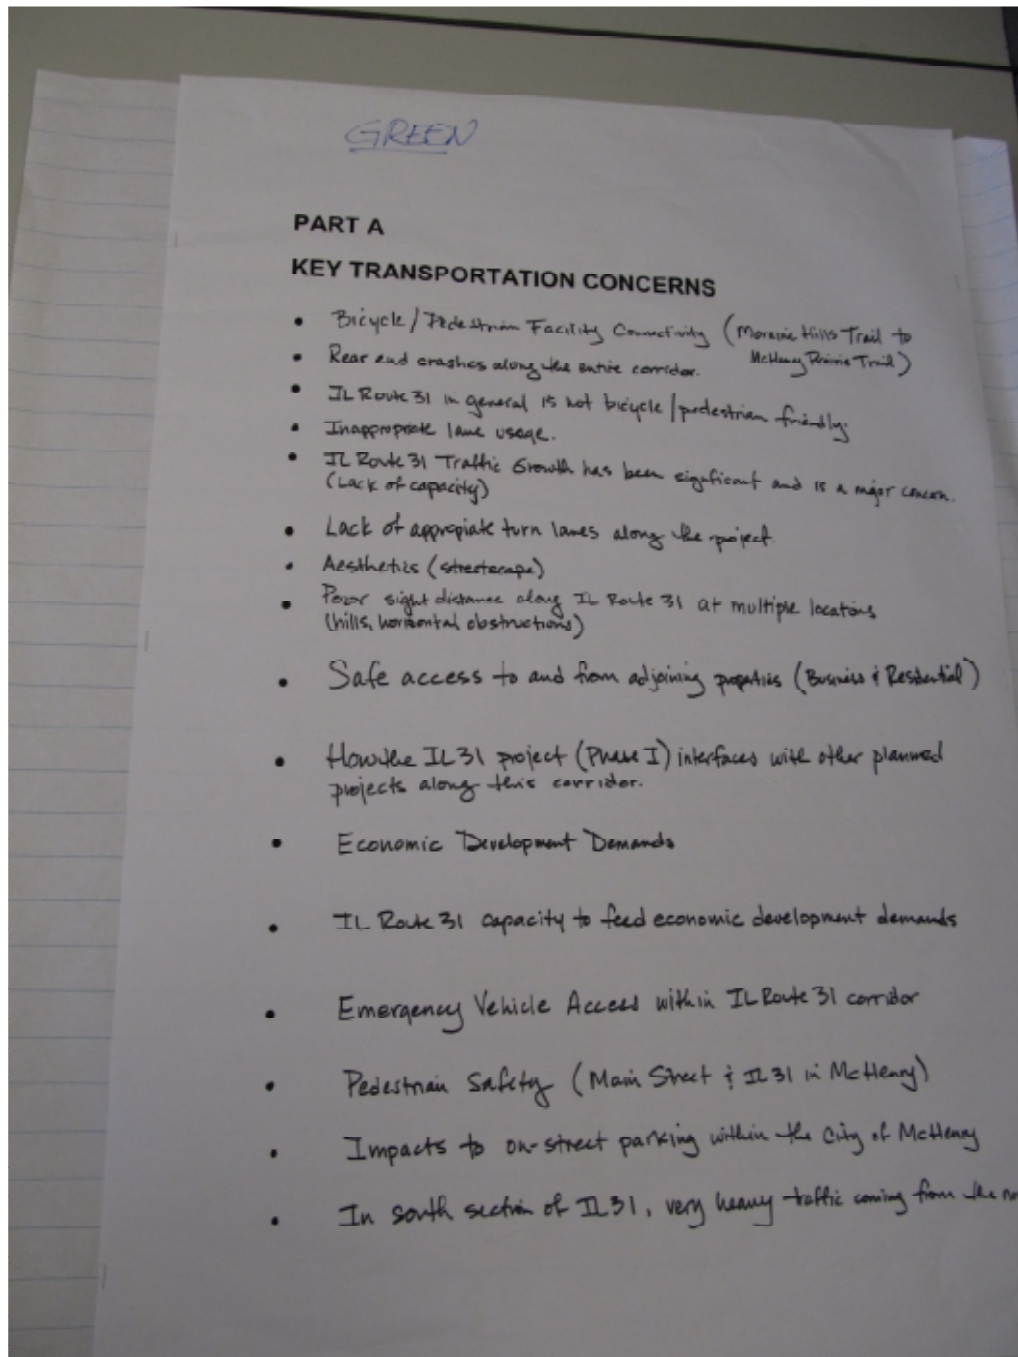 GREEN
PART A
KEY TRANSPORTATION CONCERNS
• Bicycle/Pedestrian Facility Connectivity (Moraine Hills Trail to
McHenry Prairie Trail)
• Rear end crashes along the entire corridor.
• IL Route 31 in general is not bicycle/pedestrian friendly.
• Inappropriate lane usage.
• IL Route 31 Traffic Growth has been significant and is a major concern.
(Lack of capacity)
• Lack of appropiate turn lanes along the project.
• Aesthetics (streetscape)
• Poor sight distance along IL Route 31 at multiple locations
(hills, horizontal obstructions)
• Safe access to and from adjoining properties (Business & Residential)
• How the IL 31 project (Phase I) interfaces with other planned
projects along this corridor.
• Economic Development Demands
• IL Route 31 capacity to feed economic development demands
• Emergency Vehicle Access within IL Route 31 corridor
• Pedestrian Safety (Main Street & IL 31 in McHenry)
• Impacts to on-street parking within the City of McHenry
• In south section of IL 31, very heavy traffic coming from the